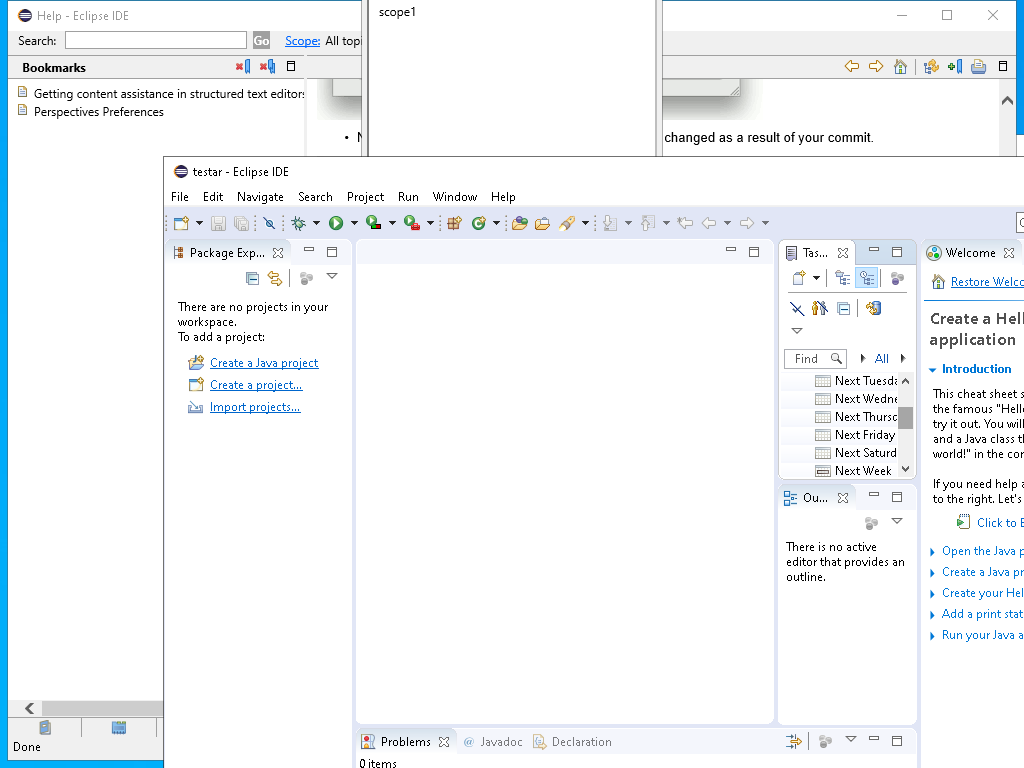 Help - Eclipse IDE
scope1
Search:
Go
Scope:
All topi
Bookmarks
Getting content assistance in structured text editors
Perspectives Preferences
changed as a result of your commit.
testar - Eclipse IDE
File Edit Navigate Search Project Run Window Help
Package Exp...
Tas...
Welcome
Restore Welco
There are no projects in your
workspace.
To add a project:
Create a Java project
Create a project...
Import projects...
Find
All
Next Tuesda
Next Wedne
Next Thursd
Next Friday
Next Saturd
Next Week
Create a Hell
application
Introduction
This cheat sheet s
the famous "Hello
try it out. You will
and a Java class th
world!" in the con
If you need help a
to the right. Let's
Click to B
Open the Java p
Create a Java pr
Create your Hel
Add a print stat
Run your Java a
Ou...
There is no active
editor that provides an
outline.
Problems
@ Javadoc
Declaration
0 items
Done